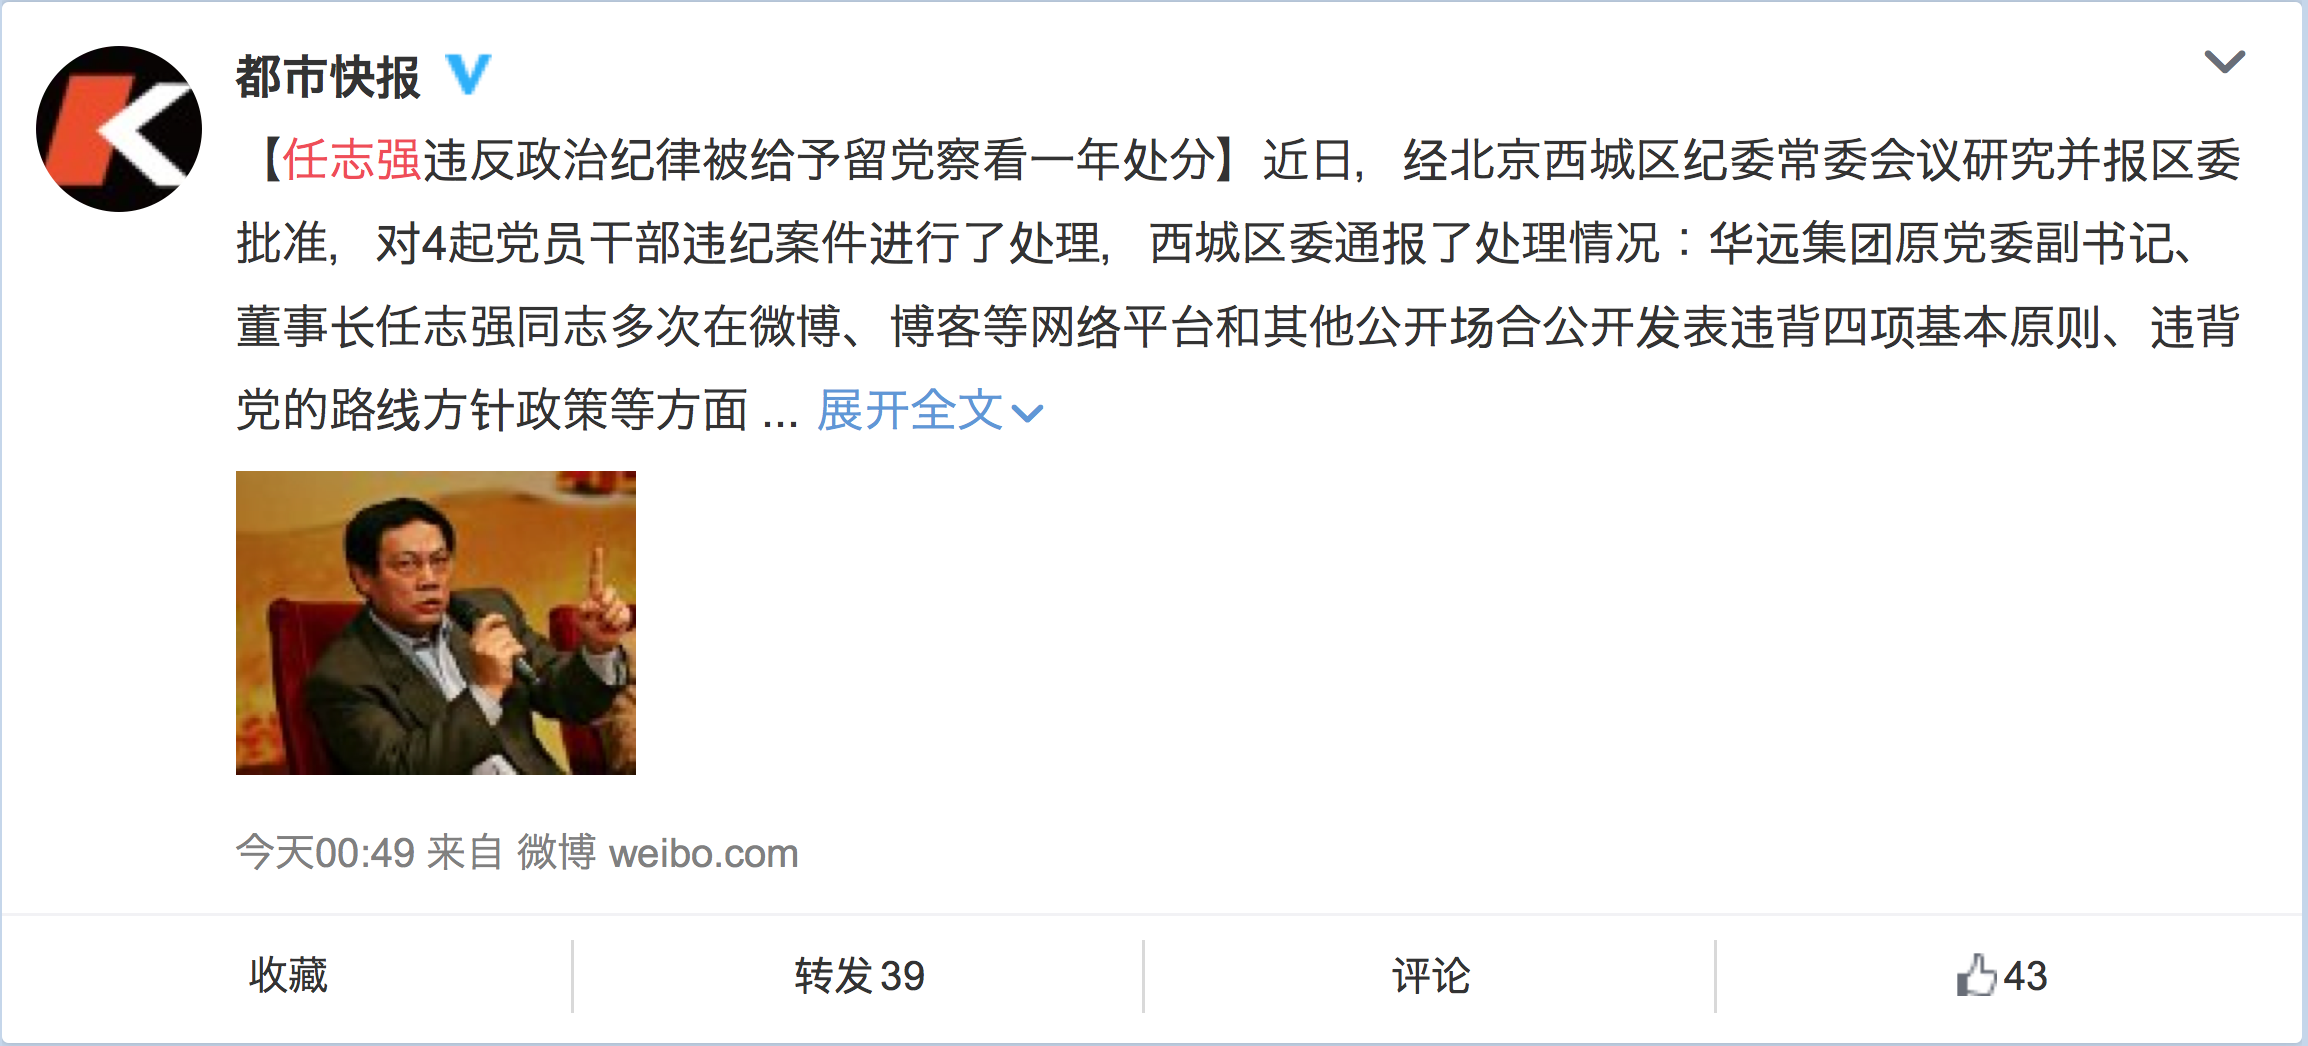 都市快报
【任志强违反政治纪律被给予留党察看一年处分】近日，经北京西城区纪委常委会议研究并报区委
批准，对4起党员干部违纪案件进行了处理，西城区委通报了处理情况：华远集团原党委副书记、
董事长任志强同志多次在微博、博客等网络平台和其他公开场合公开发表违背四项基本原则、违背
党的路线方针政策等方面 ... 展开全文
今天00:49 来自 微博 weibo.com
收藏
转发 39
评论
43